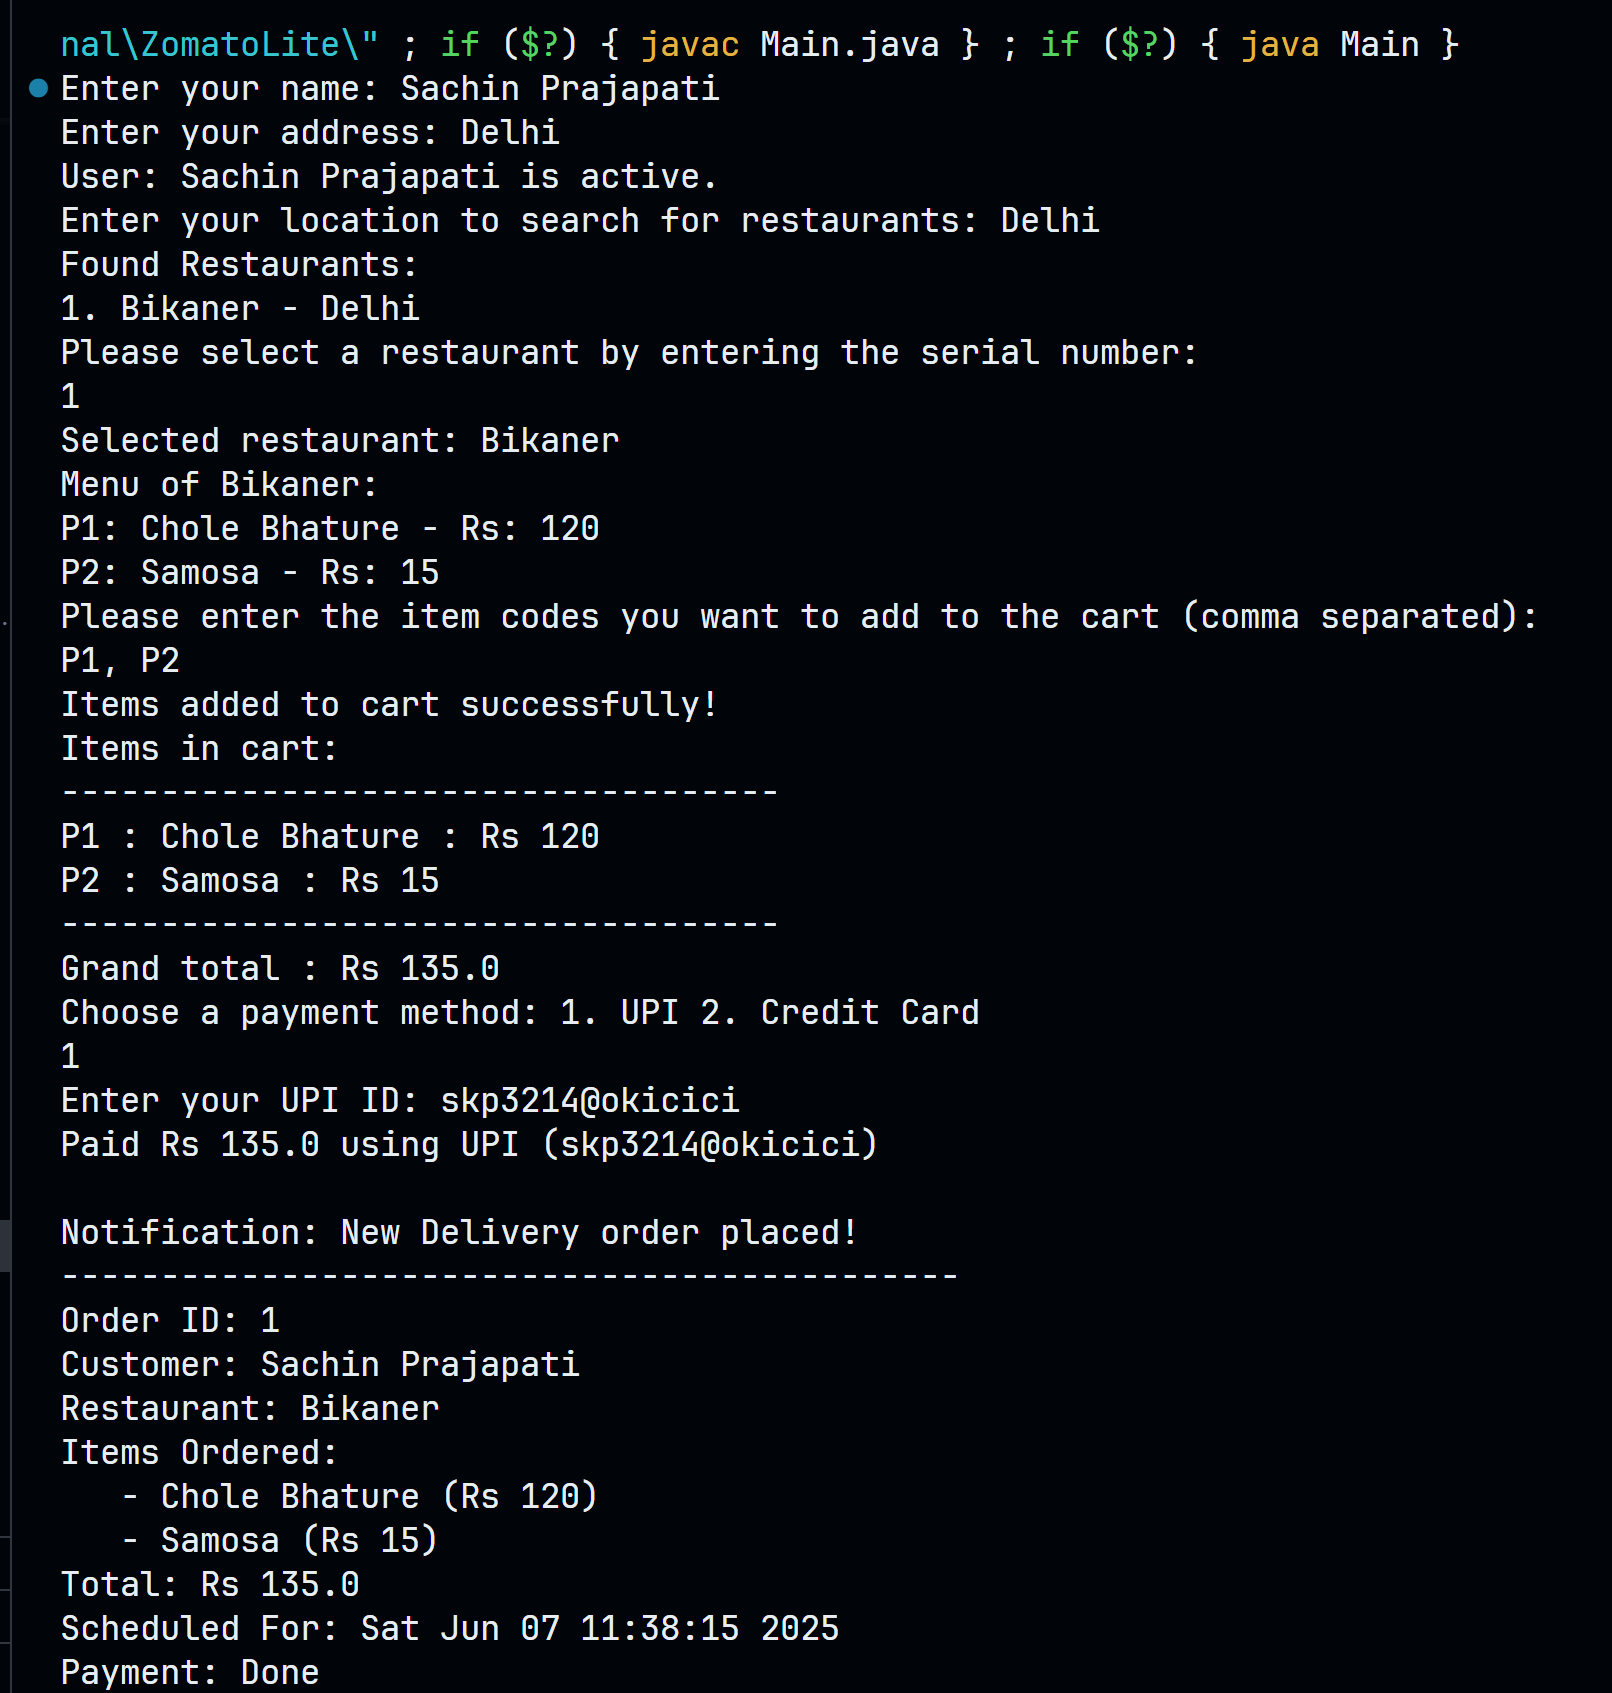 nal\ZomatoLite\" ; if ($?) { javac Main.java } ; if ($?) { java Main }
Enter your name: Sachin Prajapati
Enter your address: Delhi
User: Sachin Prajapati is active.
Enter your location to search for restaurants: Delhi
Found Restaurants:
1. Bikaner - Delhi
Please select a restaurant by entering the serial number:
1
Selected restaurant: Bikaner
Menu of Bikaner:
P1: Chole Bhature - Rs: 120
P2: Samosa - Rs: 15
Please enter the item codes you want to add to the cart (comma separated):
P1, P2
Items added to cart successfully!
Items in cart:
------------------------------------
P1 : Chole Bhature : Rs 120
P2 : Samosa : Rs 15
------------------------------------
Grand total : Rs 135.0
Choose a payment method: 1. UPI 2. Credit Card
1
Enter your UPI ID: skp3214@okicici
Paid Rs 135.0 using UPI (skp3214@okicici)
Notification: New Delivery order placed!
---------------------------------------------
Order ID: 1
Customer: Sachin Prajapati
Restaurant: Bikaner
Items Ordered:
   - Chole Bhature (Rs 120)
   - Samosa (Rs 15)
Total: Rs 135.0
Scheduled For: Sat Jun 07 11:38:15 2025
Payment: Done